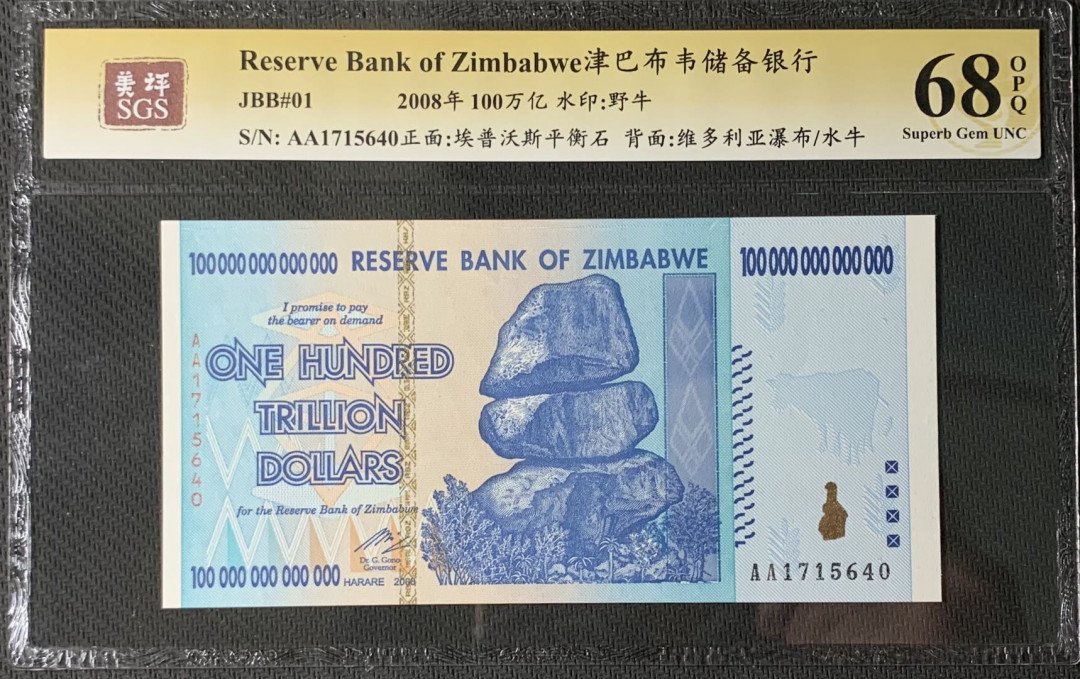 美评
SGS
Reserve Bank of Zimbabwe津巴布韦储备银行
JBB#01 2008年 100万亿 水印:野牛
S/N: AA1715640正面:埃普沃斯平衡石 背面:维多利亚瀑布/水牛
68
OPQ
Superb Gem UNC
100 000 000 000 000 RESERVE BANK OF ZIMBABWE 100 000 000 000 000
I promise to pay
the bearer on demand
ONE HUNDRED
TRILLION
DOLLARS
for the Reserve Bank of Zimbabwe
Dr. G. Gono
Governor
100 000 000 000 000 HARARE 2008
AA1715640
AA1715640